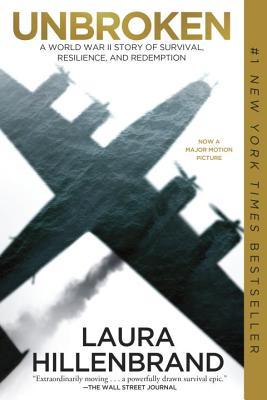 UNBROKEN
A WORLD WAR II STORY OF SURVIVAL,
RESILIENCE, AND REDEMPTION
NOW A
MAJOR MOTION
PICTURE
#1 NEW YORK TIMES BESTSELLER
LAURA
HILLENBRAND
"Extraordinarily moving . . . a powerfully drawn survival epic."
—THE WALL STREET JOURNAL